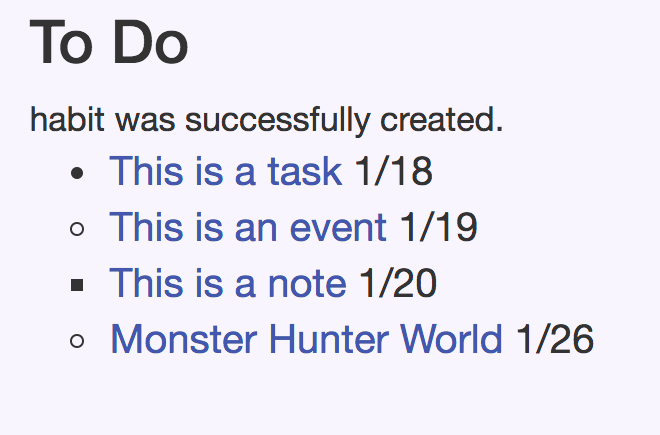 To Do
habit was successfully created.
This is a task 1/18
This is an event 1/19
This is a note 1/20
Monster Hunter World 1/26